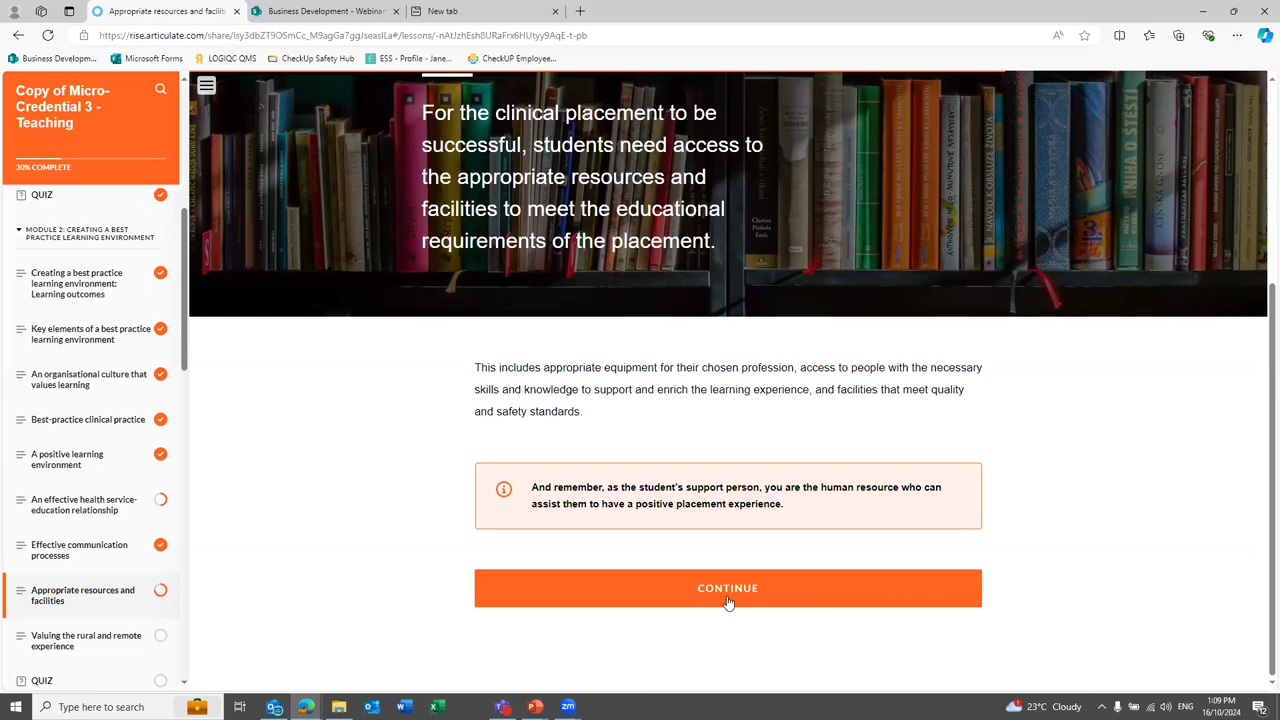 Appropriate resources and facilit
Business Development - Webinar
New tab
https://rise.articulate.com/share/Isy3dbZT9OSmCc_M9agGa7ggJseasILa#/lessons/-nAtJzhEsh8URaFrx6HUtyy9AqE-t-pb
Business Developm...
Microsoft Forms
LOGIQC QMS
CheckUp Safety Hub
ESS - Profile - Jane...
CheckUP Employee...
Copy of Micro-
Credential 3 -
Teaching
30% COMPLETE
QUIZ
MODULE 2: CREATING A BEST
PRACTICE LEARNING ENVIRONMENT
Creating a best practice
learning environment:
Learning outcomes
Key elements of a best practice
learning environment
An organisational culture that
values learning
Best-practice clinical practice
A positive learning
environment
An effective health service-
education relationship
Effective communication
processes
Appropriate resources and
facilities
Valuing the rural and remote
experience
QUIZ
For the clinical placement to be
successful, students need access to
the appropriate resources and
facilities to meet the educational
requirements of the placement.
This includes appropriate equipment for their chosen profession, access to people with the necessary
skills and knowledge to support and enrich the learning experience, and facilities that meet quality
and safety standards.
And remember, as the student's support person, you are the human resource who can
assist them to have a positive placement experience.
CONTINUE
Type here to search
23°C Cloudy
1:09 PM
16/10/2024